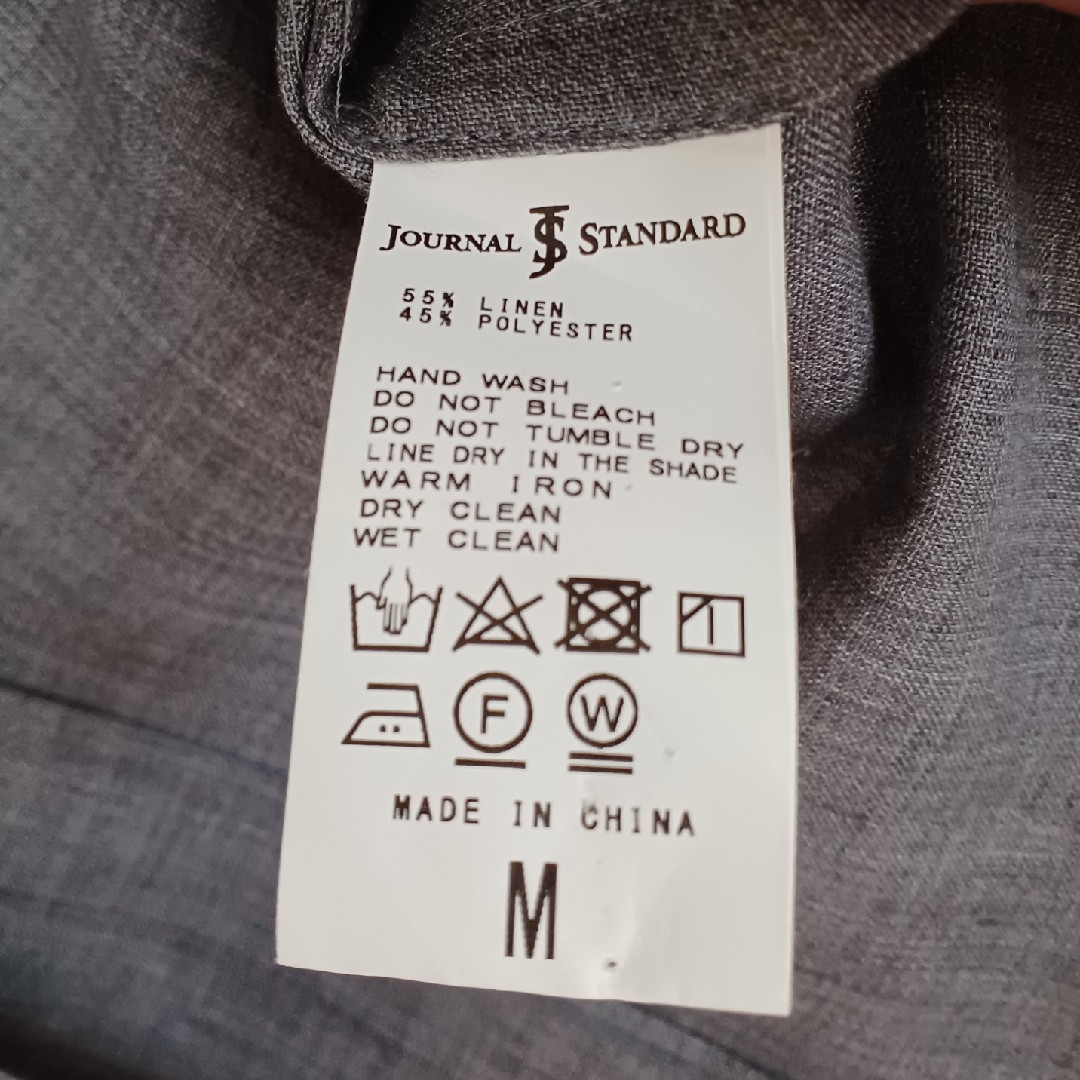 JOURNAL JS STANDARD
55% LINEN
45% POLYESTER
HAND WASH
DO NOT BLEACH
DO NOT TUMBLE DRY
LINE DRY IN THE SHADE
WARM IRON
DRY CLEAN
WET CLEAN
F W
MADE IN CHINA
M